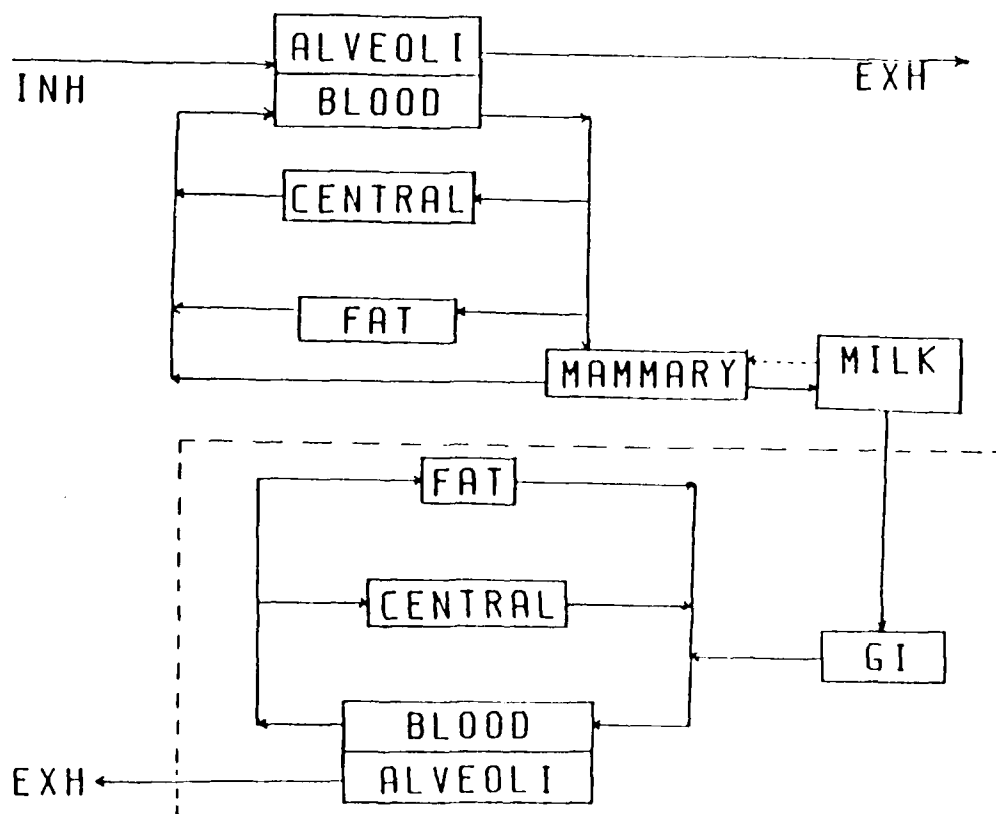 ALVEOLI
INH
EXH
BLOOD
CENTRAL
FAT
MAMMARY
MILK
FAT
CENTRAL
GI
BLOOD
EXH
ALVEOLI